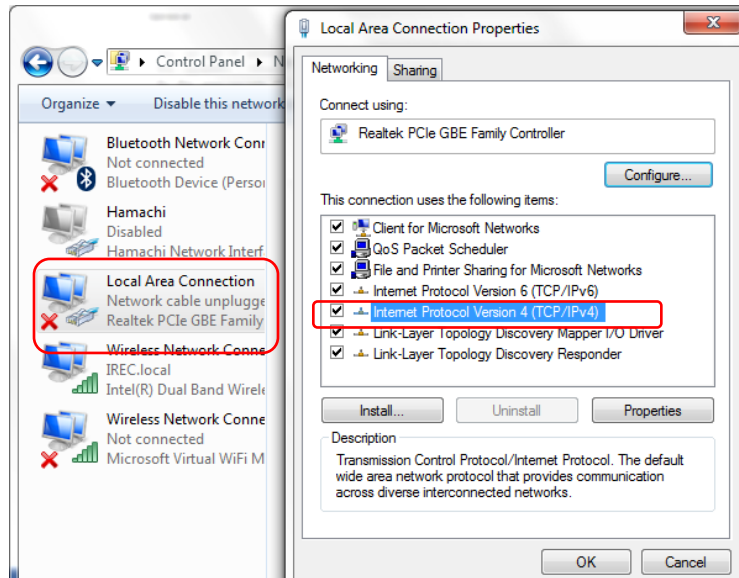 Control Panel
N
Organize
Disable this network
Bluetooth Network Conn
Not connected
Bluetooth Device (Person
Hamachi
Disabled
Hamachi Network Interf
Local Area Connection
Network cable unplugge
Realtek PCIe GBE Family
Wireless Network Conne
IREC.local
Intel(R) Dual Band Wirele
Wireless Network Conne
Not connected
Microsoft Virtual WiFi M
Local Area Connection Properties
Networking
Sharing
Connect using:
Realtek PCIe GBE Family Controller
Configure...
This connection uses the following items:
Client for Microsoft Networks
QoS Packet Scheduler
File and Printer Sharing for Microsoft Networks
Internet Protocol Version 6 (TCP/IPv6)
Internet Protocol Version 4 (TCP/IPv4)
Link-Layer Topology Discovery Mapper I/O Driver
Link-Layer Topology Discovery Responder
Install...
Uninstall
Properties
Description
Transmission Control Protocol/Internet Protocol. The default
wide area network protocol that provides communication
across diverse interconnected networks.
OK
Cancel